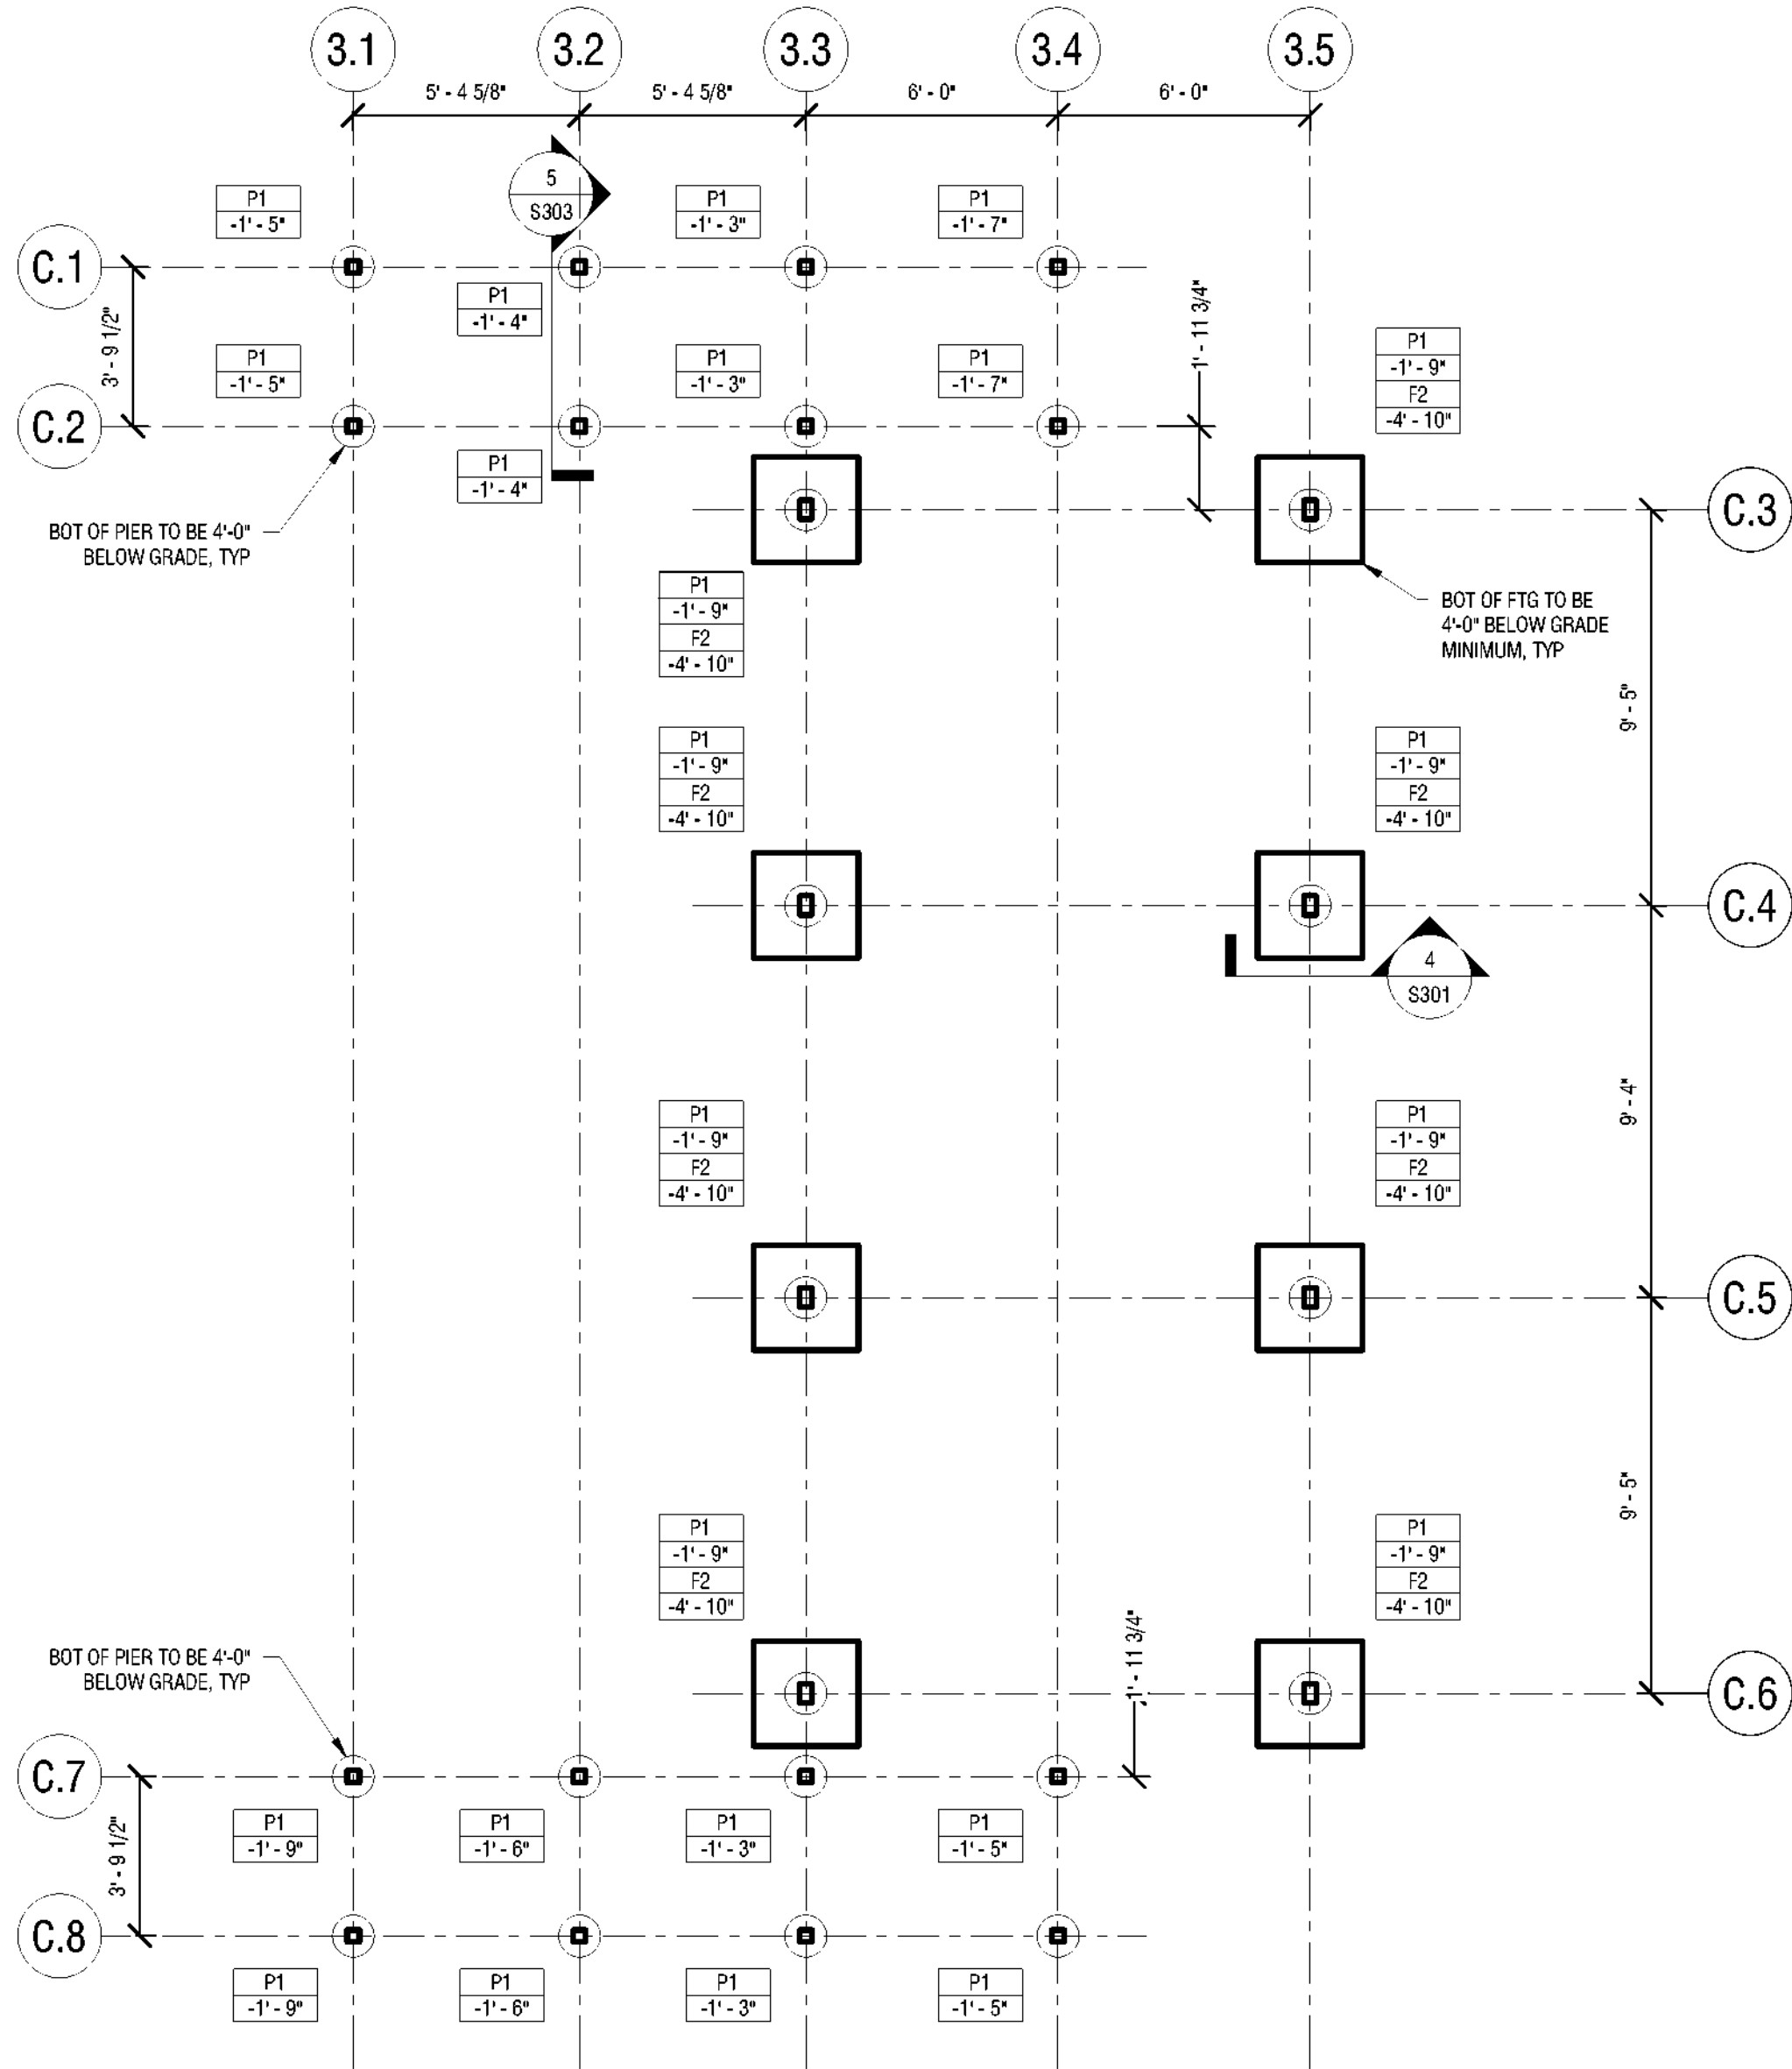 3.1
3.2
3.3
3.4
3.5
5' - 4 5/8"
5' - 4 5/8"
6' - 0"
6' - 0"
5
S303
P1
-1' - 5"
P1
-1' - 3"
P1
-1' - 7"
C.1
P1
-1' - 4"
3' - 9 1/2"
1' - 11 3/4"
P1
-1' - 5"
P1
-1' - 3"
P1
-1' - 7"
P1
-1' - 9"
F2
-4' - 10"
C.2
P1
-1' - 4"
C.3
BOT OF PIER TO BE 4'-0"
BELOW GRADE, TYP
P1
-1' - 9"
F2
-4' - 10"
BOT OF FTG TO BE
4'-0" BELOW GRADE
MINIMUM, TYP
9' - 5"
P1
-1' - 9"
F2
-4' - 10"
P1
-1' - 9"
F2
-4' - 10"
C.4
4
S301
9' - 4"
P1
-1' - 9"
F2
-4' - 10"
P1
-1' - 9"
F2
-4' - 10"
C.5
9' - 5"
P1
-1' - 9"
F2
-4' - 10"
P1
-1' - 9"
F2
-4' - 10"
1' - 11 3/4"
BOT OF PIER TO BE 4'-0"
BELOW GRADE, TYP
C.6
C.7
P1
-1' - 9"
P1
-1' - 6"
P1
-1' - 3"
P1
-1' - 5"
3' - 9 1/2"
C.8
P1
-1' - 9"
P1
-1' - 6"
P1
-1' - 3"
P1
-1' - 5"